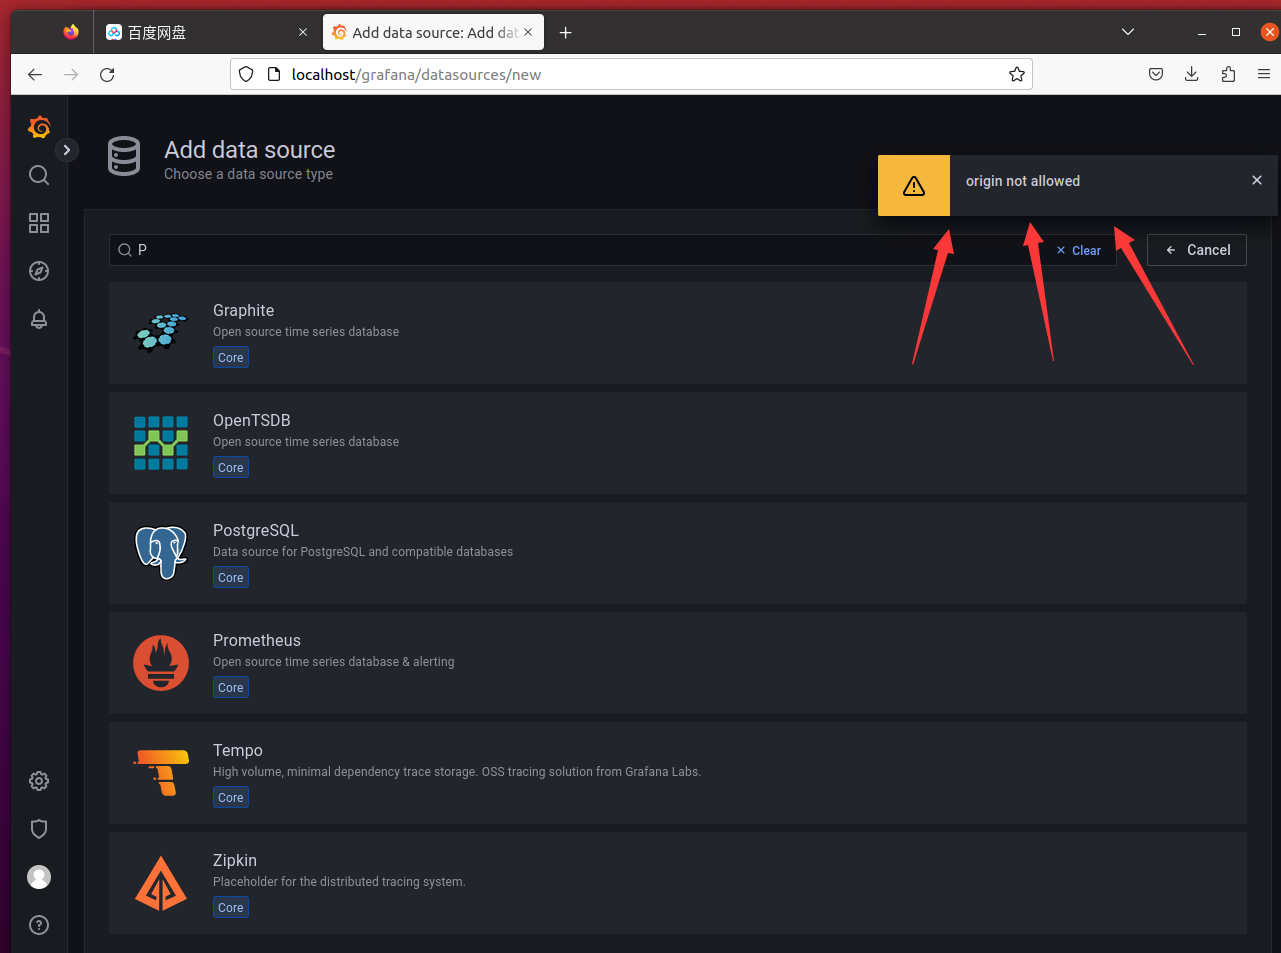 百度网盘
Add data source: Add dat
localhost/grafana/datasources/new
Add data source
Choose a data source type
origin not allowed
P
Clear
Cancel
Graphite
Open source time series database
Core
OpenTSDB
Open source time series database
Core
PostgreSQL
Data source for PostgreSQL and compatible databases
Core
Prometheus
Open source time series database & alerting
Core
Tempo
High volume, minimal dependency trace storage. OSS tracing solution from Grafana Labs.
Core
Zipkin
Placeholder for the distributed tracing system.
Core